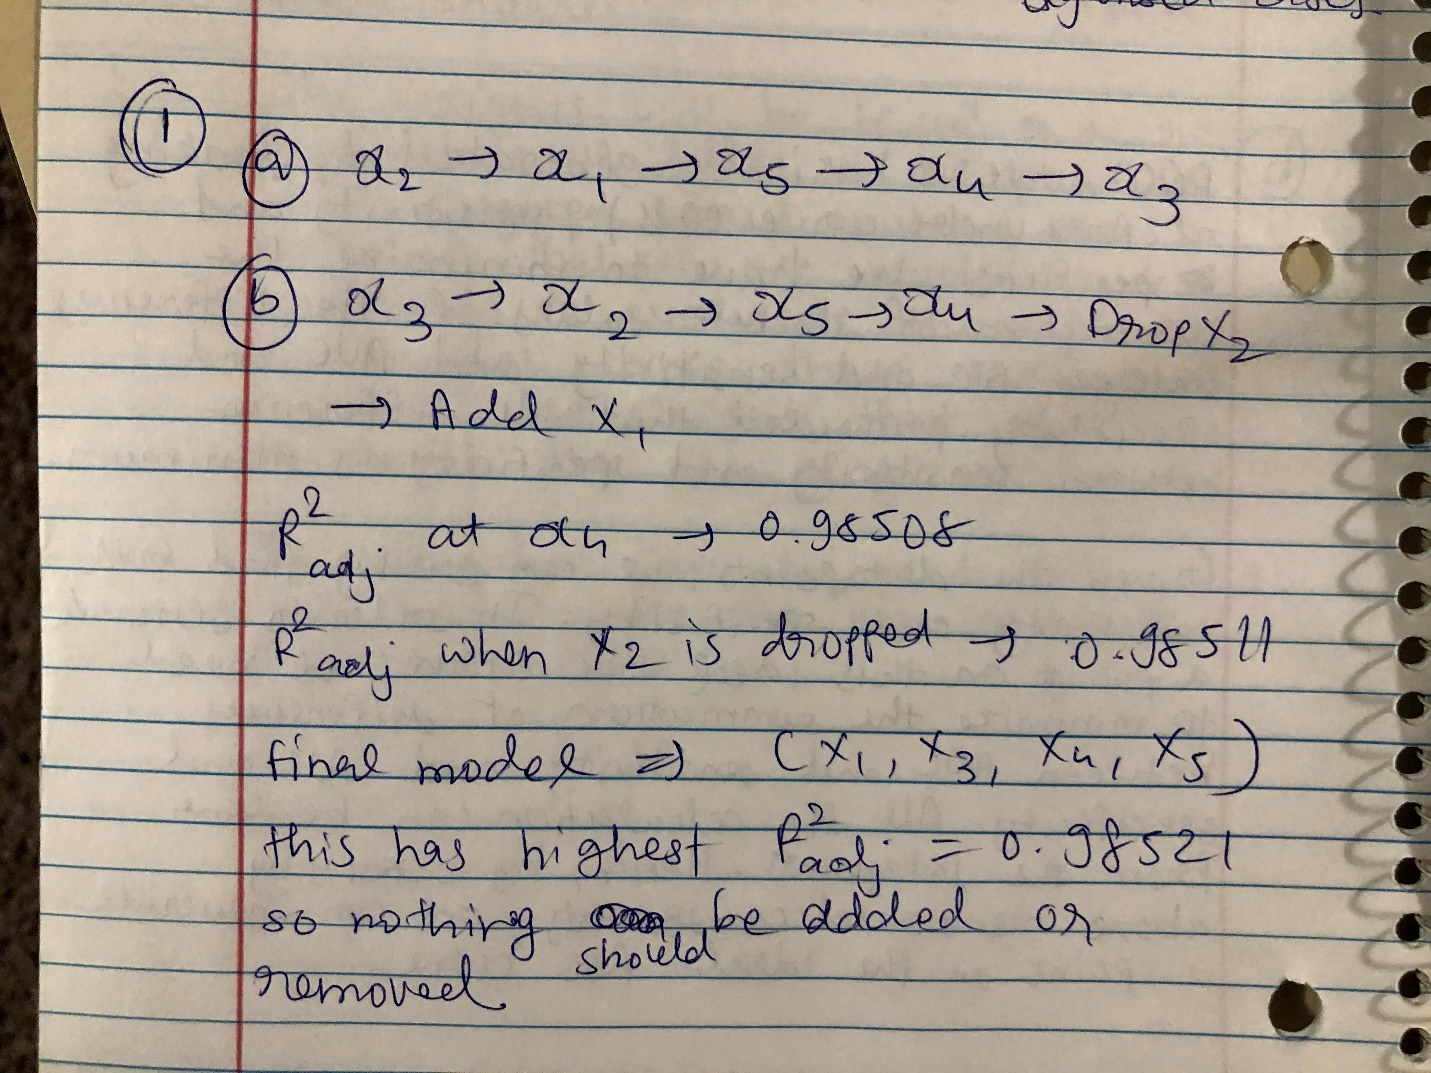 ① ⓐ x₂ → x₁ → x₅ → x₄ → x₃
ⓑ x₃ → x₂ → x₅ → x₄ → Drop X₂
→ Add X₁
R²adj. at x₄ → 0.98508
R²adj when X₂ is dropped → 0.98511
final model ⇒ (X₁, X₃, X₄, X₅)
this has highest R²adj. = 0.98521
so nothing should be added or
removed